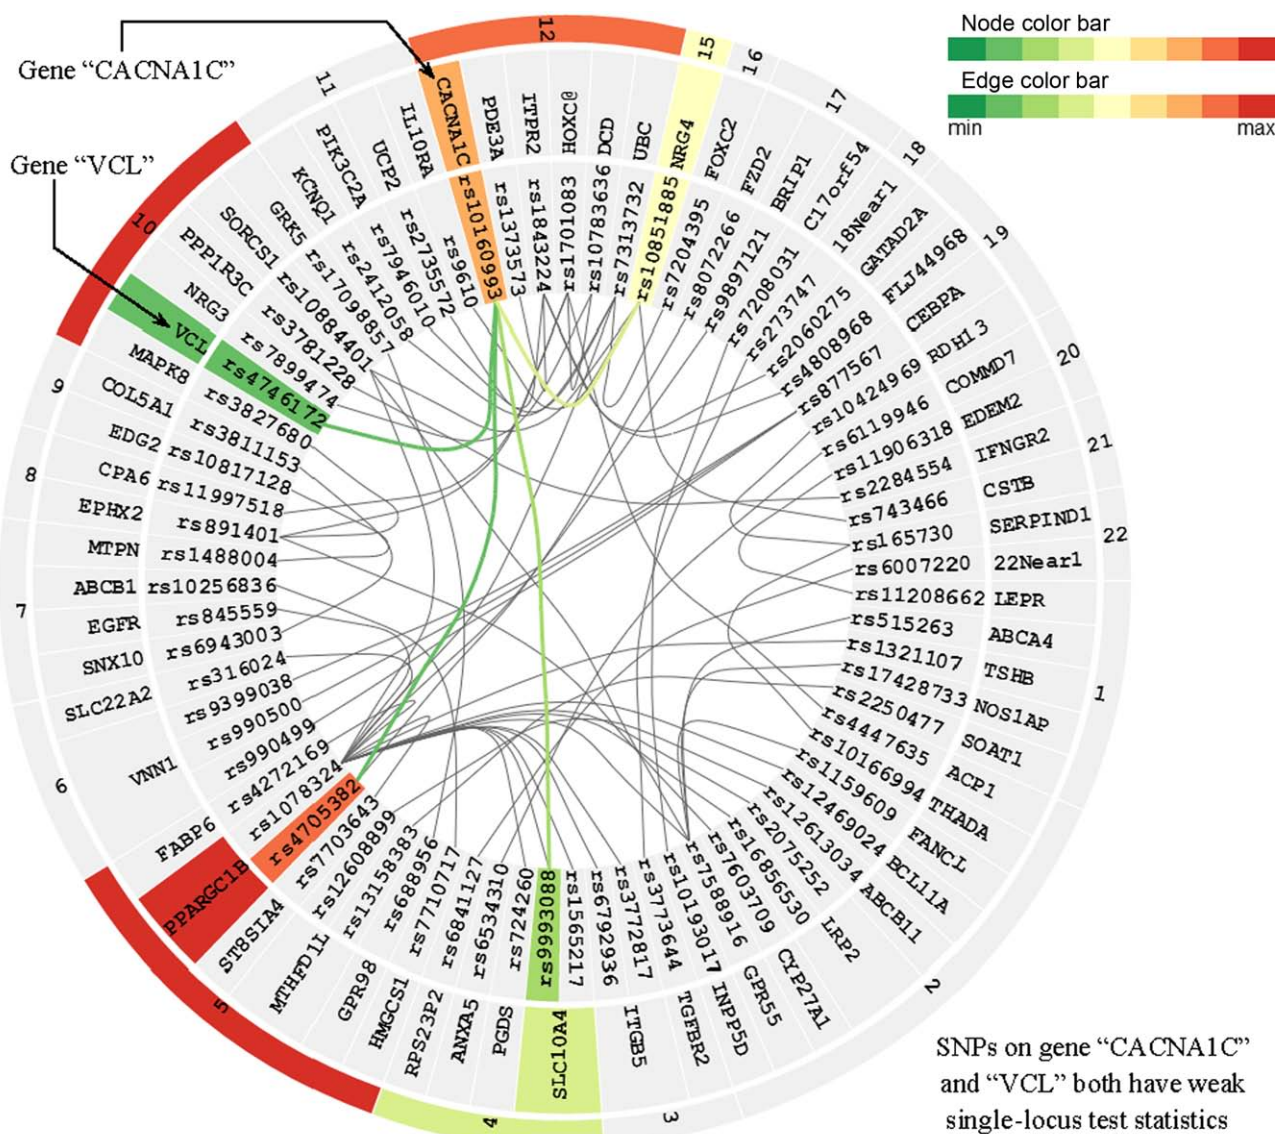 Node color bar
Edge color bar
min
max
Gene “CACNA1C”
Gene “VCL”
12
15
16
17
18
19
20
21
22
1
2
3
4
5
6
7
8
9
10
11
CACNA1C
PDE3A
ITPR2
HOXC@
DCD
UBC
NRG4
FOXC2
FZD2
BRIP1
C17orf54
18Near1
GATAD2A
FLJ44968
CEBPA
RDH13
COMMD7
EDEM2
IFNGR2
CSTB
SERPIND1
22Near1
LEPR
ABCA4
TSHB
NOS1AP
SOAT1
ACP1
THADA
FANCL
BCL11A
ABCB11
LRP2
CYP27A1
GPR55
INPP5D
TGFBR2
ITGB5
SLC10A4
PGDS
ANXA5
RPS23P2
HMGCS1
GPR98
MTHFD1L
ST8SIA4
PPARGC1B
FABP6
VNN1
SLC22A2
SNX10
EGFR
ABCB1
MTPN
EPHX2
CPA6
EDG2
COL5A1
MAPK8
VCL
NRG3
PPP1R3C
SORCS1
GRK5
KCNQ1
PIK3C2A
UCP2
IL10RA
rs10160993
rs1373573
rs1843224
rs1701083
rs10783636
rs7313732
rs10851885
rs7204395
rs8072266
rs9897121
rs7208031
rs273747
rs2060275
rs4808968
rs877567
rs10424969
rs6119946
rs11906318
rs2284554
rs743466
rs165730
rs6007220
rs11208662
rs515263
rs1321107
rs17428733
rs2250477
rs4447635
rs10166994
rs1159609
rs12469024
rs12613034
rs2075252
rs16856530
rs7603709
rs7588916
rs10193017
rs3773644
rs3772817
rs6792936
rs1565217
rs9993088
rs724260
rs6534310
rs6841127
rs7710717
rs688956
rs13158383
rs12608899
rs7703643
rs4705382
rs1078324
rs4272169
rs990499
rs990500
rs9399038
rs316024
rs6943003
rs845559
rs10256836
rs1488004
rs891401
rs11997518
rs10817128
rs3811153
rs3827680
rs4746172
rs7899474
rs3781228
rs10884401
rs17098857
rs2412058
rs7946010
rs2735572
rs9610
SNPs on gene “CACNA1C”
and “VCL” both have weak
single-locus test statistics